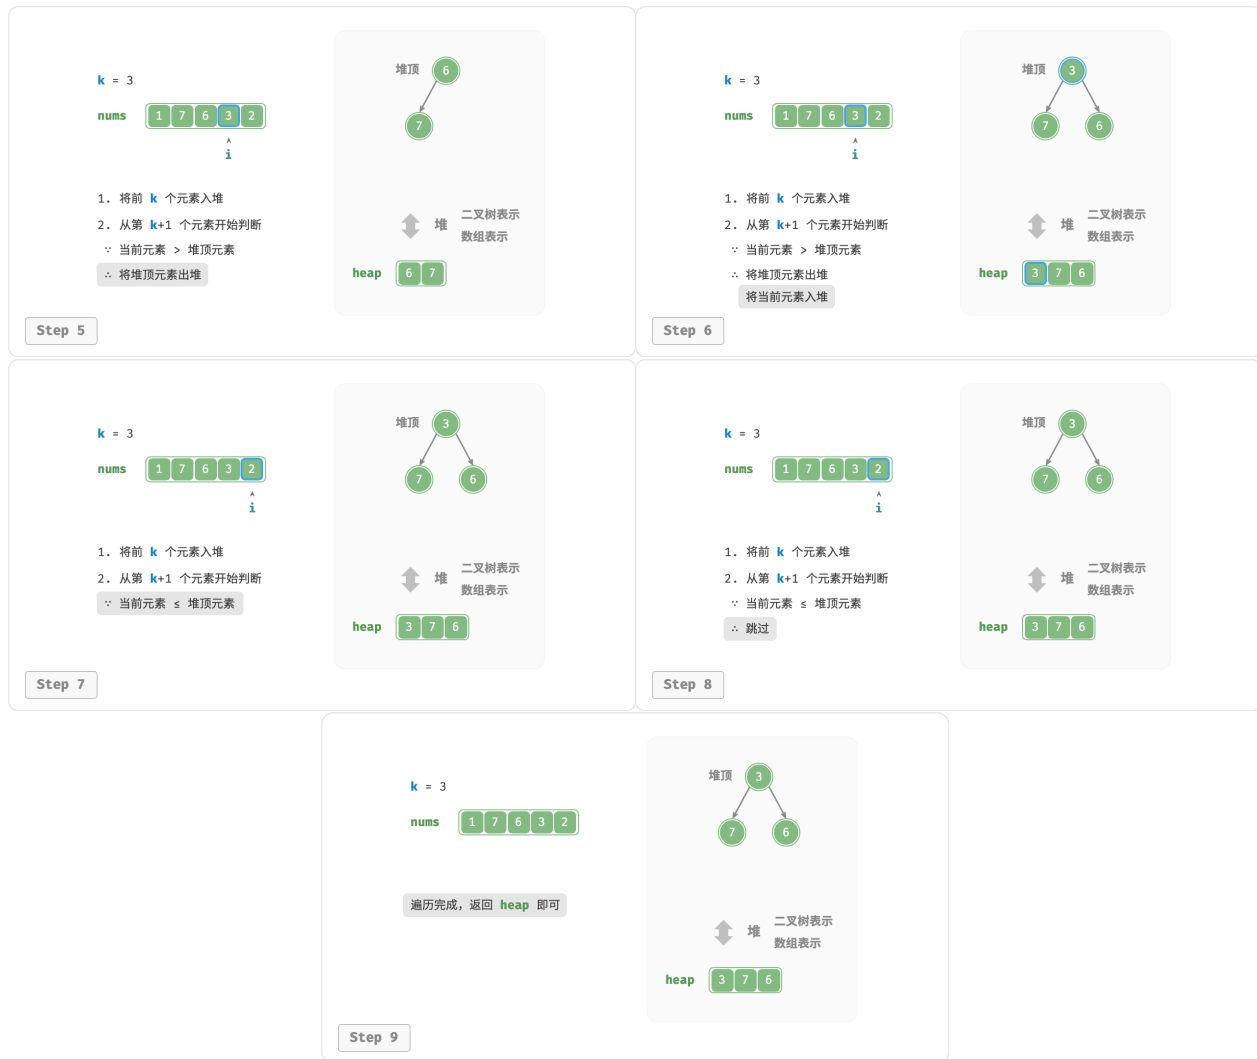 k = 3
nums 1 7 6 3 2
i
1. 将前 k 个元素入堆
2. 从第 k+1 个元素开始判断
∵ 当前元素 > 堆顶元素
∴ 将堆顶元素出堆
堆顶 6
7
堆 二叉树表示
数组表示
heap 6 7
Step 5
k = 3
nums 1 7 6 3 2
i
1. 将前 k 个元素入堆
2. 从第 k+1 个元素开始判断
∵ 当前元素 > 堆顶元素
∴ 将堆顶元素出堆
将当前元素入堆
堆顶 3
7 6
堆 二叉树表示
数组表示
heap 3 7 6
Step 6
k = 3
nums 1 7 6 3 2
i
1. 将前 k 个元素入堆
2. 从第 k+1 个元素开始判断
∵ 当前元素 ≤ 堆顶元素
堆顶 3
7 6
堆 二叉树表示
数组表示
heap 3 7 6
Step 7
k = 3
nums 1 7 6 3 2
i
1. 将前 k 个元素入堆
2. 从第 k+1 个元素开始判断
∵ 当前元素 ≤ 堆顶元素
∴ 跳过
堆顶 3
7 6
堆 二叉树表示
数组表示
heap 3 7 6
Step 8
k = 3
nums 1 7 6 3 2
遍历完成，返回 heap 即可
堆顶 3
7 6
堆 二叉树表示
数组表示
heap 3 7 6
Step 9